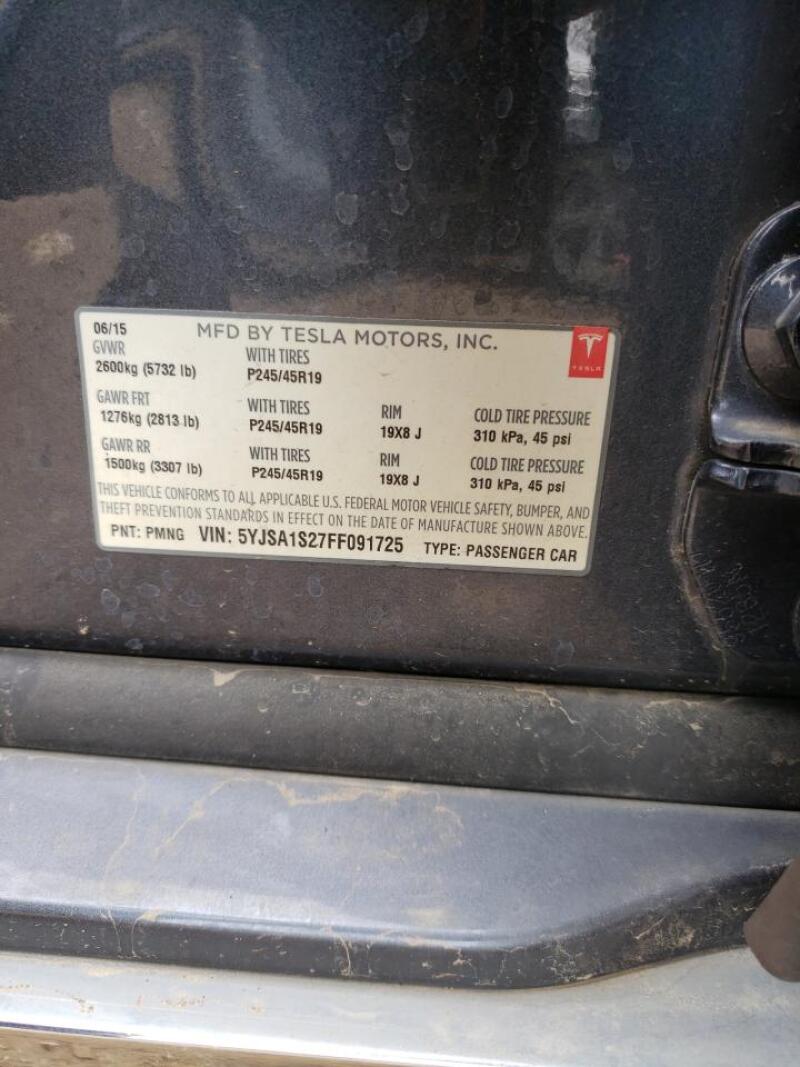 06/15 MFD BY TESLA MOTORS, INC.
GVWR WITH TIRES
2600kg (5732 lb) P245/45R19
TESLA
GAWR FRT WITH TIRES RIM COLD TIRE PRESSURE
1276kg (2813 lb) P245/45R19 19X8 J 310 kPa, 45 psi
GAWR RR WITH TIRES RIM COLD TIRE PRESSURE
1500kg (3307 lb) P245/45R19 19X8 J 310 kPa, 45 psi
THIS VEHICLE CONFORMS TO ALL APPLICABLE U.S. FEDERAL MOTOR VEHICLE SAFETY, BUMPER, AND
THEFT PREVENTION STANDARDS IN EFFECT ON THE DATE OF MANUFACTURE SHOWN ABOVE.
PNT: PMNG VIN: 5YJSA1S27FF091725 TYPE: PASSENGER CAR